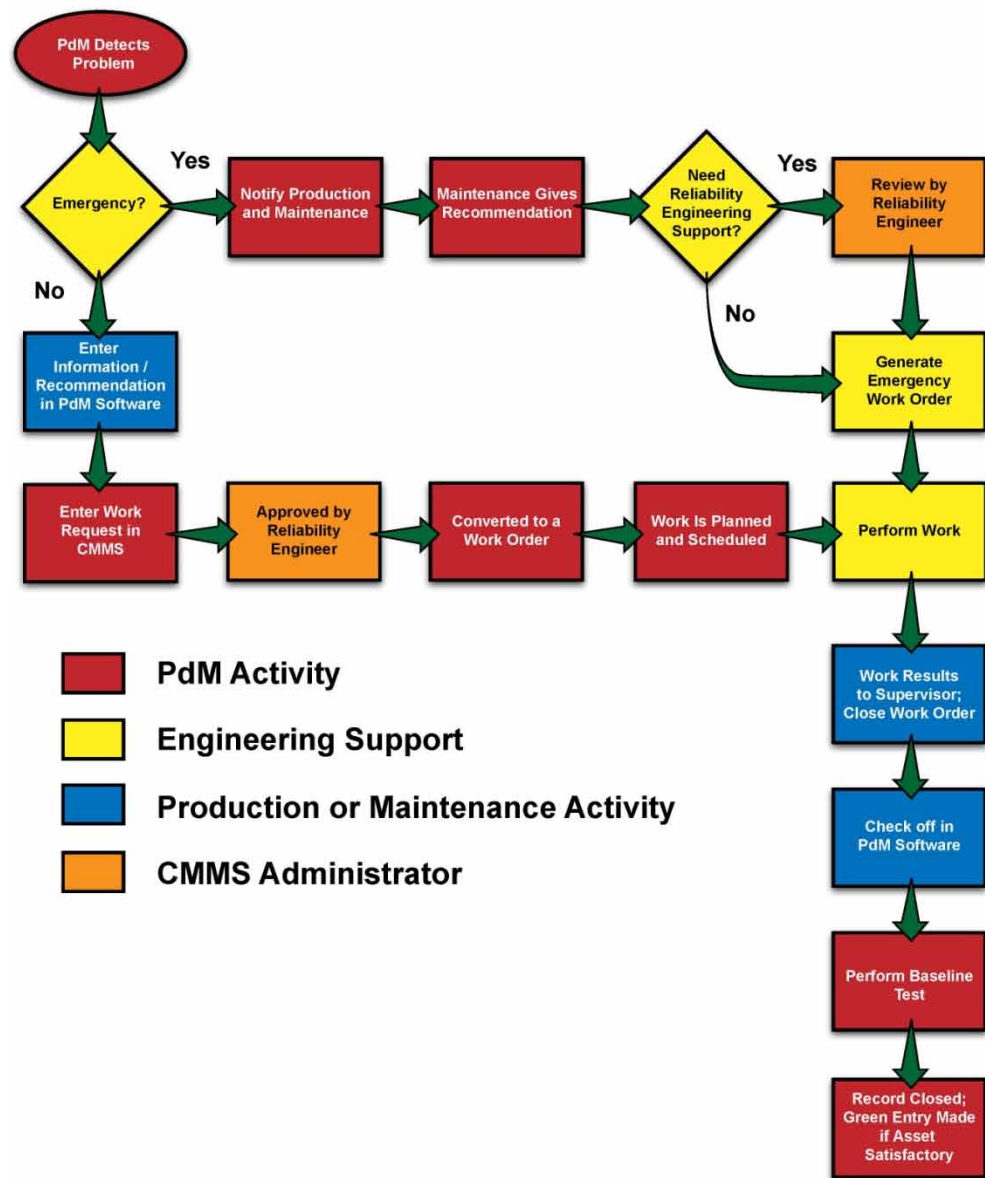 PdM Detects
Problem
Emergency?
Yes
Notify Production
and Maintenance
Maintenance Gives
Recommendation
Need
Reliability
Engineering
Support?
Yes
Review by
Reliability
Engineer
No
Enter
Information /
Recommendation
in PdM Software
No
Generate
Emergency
Work Order
Enter Work
Request in
CMMS
Approved by
Reliability
Engineer
Converted to a
Work Order
Work Is Planned
and Scheduled
Perform Work
PdM Activity
Engineering Support
Production or Maintenance Activity
CMMS Administrator
Work Results
to Supervisor;
Close Work Order
Check off in
PdM Software
Perform Baseline
Test
Record Closed;
Green Entry Made
if Asset
Satisfactory